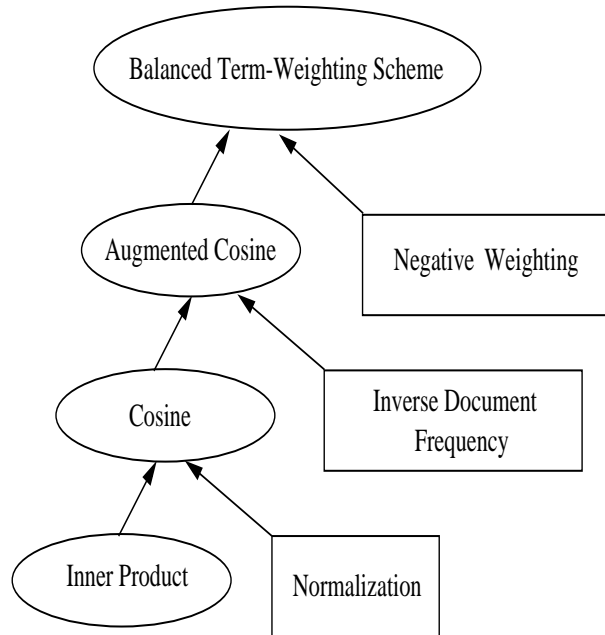 Balanced Term-Weighting Scheme
Augmented Cosine
Negative Weighting
Cosine
Inverse Document
Frequency
Inner Product
Normalization